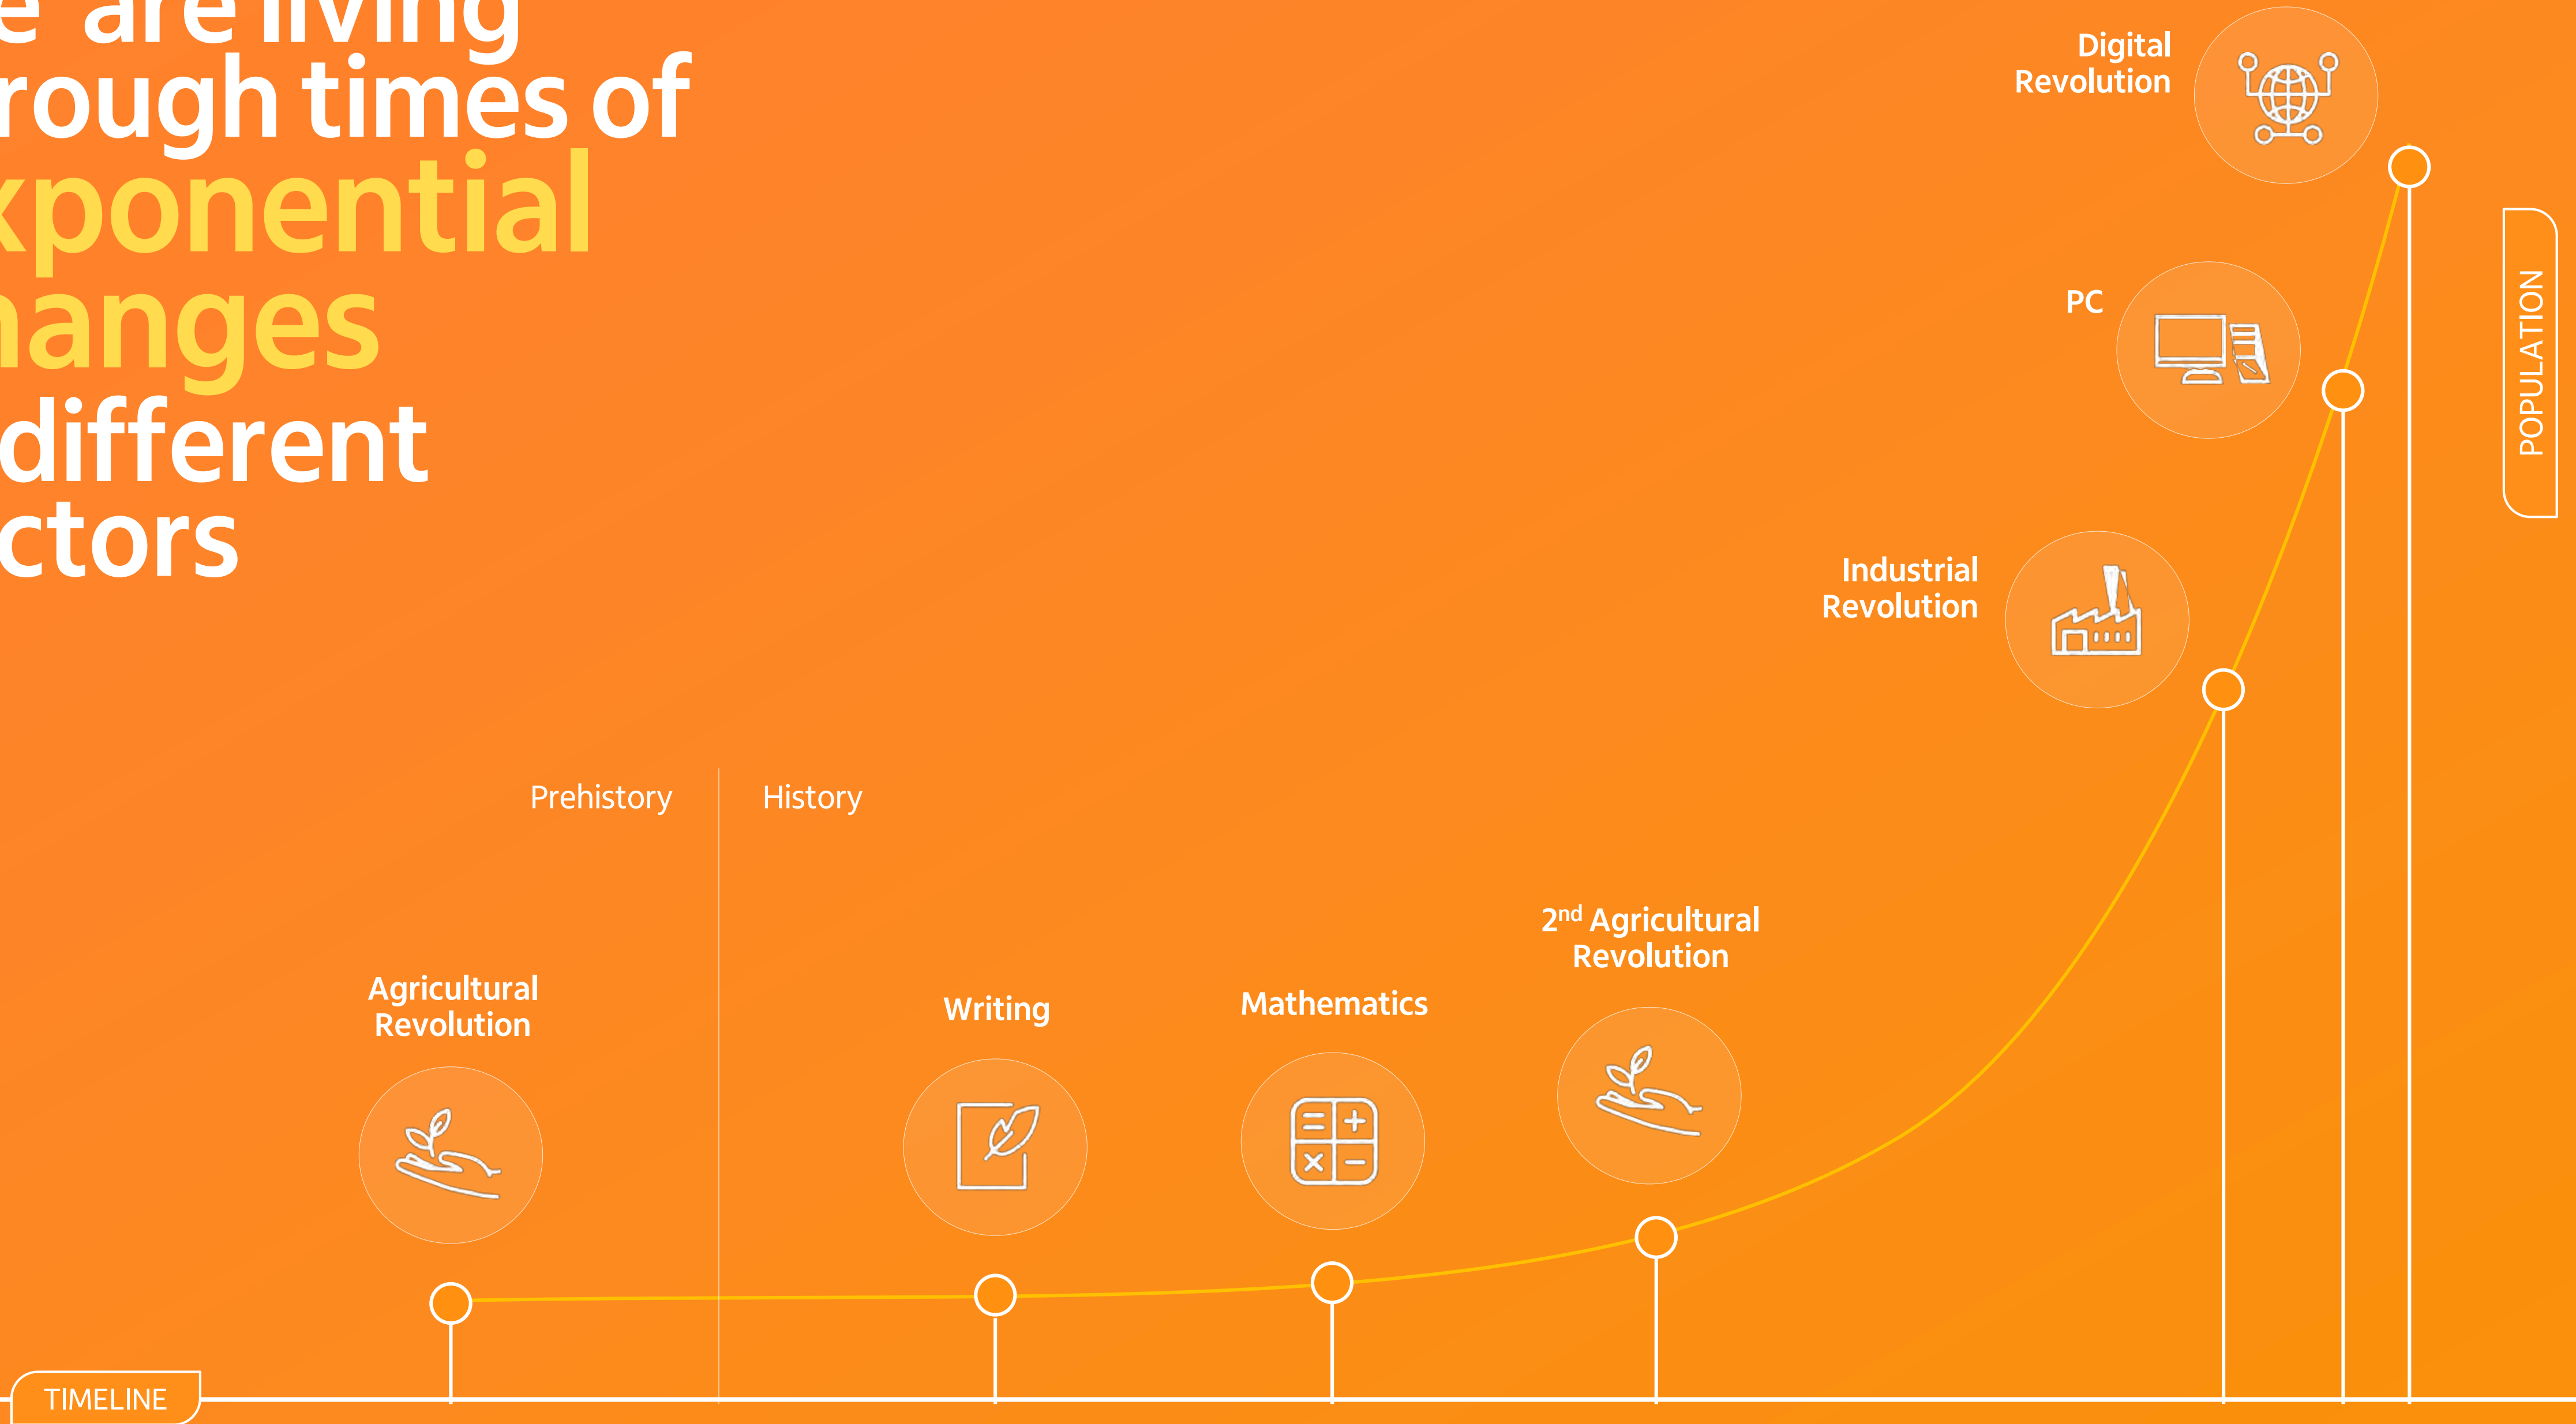 e are living
rough times of
xponential
hanges
different
ctors
Digital
Revolution
PC
POPULATION
Industrial
Revolution
Prehistory
History
2nd Agricultural
Revolution
Agricultural
Revolution
Writing
Mathematics
TIMELINE